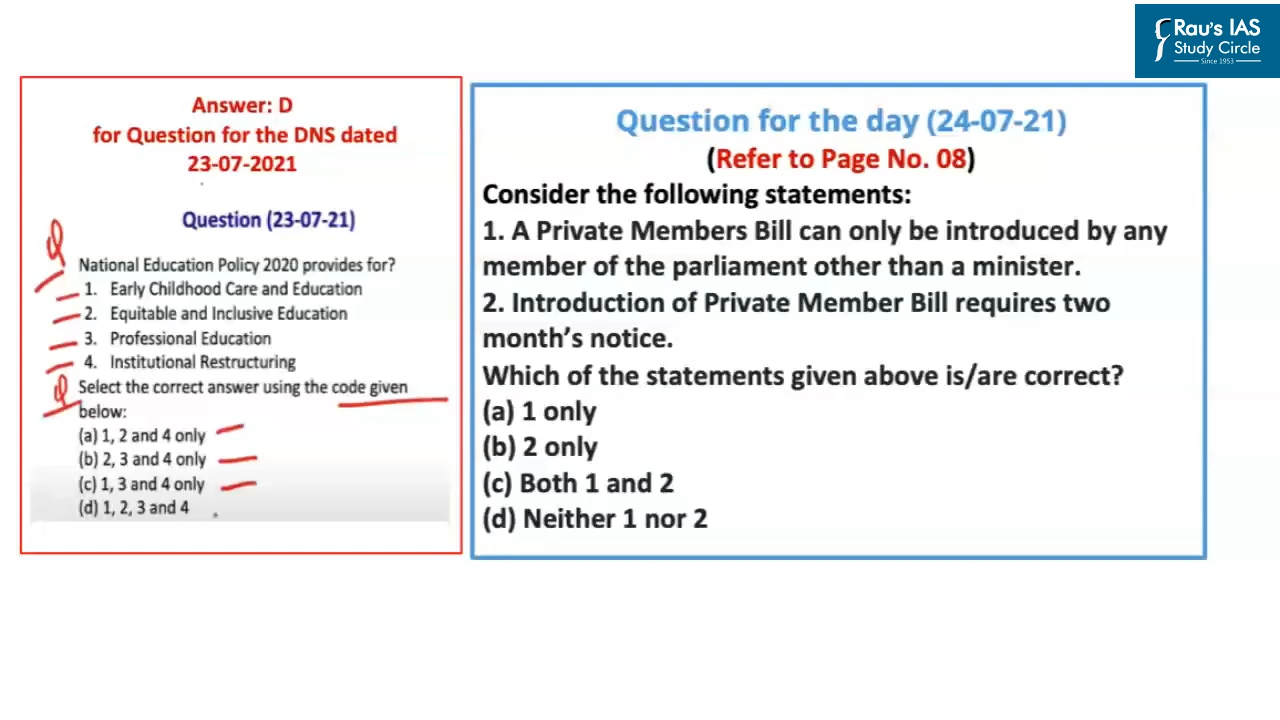 Rau's IAS
Study Circle
Since 1953
Answer: D
for Question for the DNS dated
23-07-2021
Question (23-07-21)
National Education Policy 2020 provides for?
1. Early Childhood Care and Education
2. Equitable and Inclusive Education
3. Professional Education
4. Institutional Restructuring
Select the correct answer using the code given
below:
(a) 1, 2 and 4 only
(b) 2, 3 and 4 only
(c) 1, 3 and 4 only
(d) 1, 2, 3 and 4
Question for the day (24-07-21)
(Refer to Page No. 08)
Consider the following statements:
1. A Private Members Bill can only be introduced by any
member of the parliament other than a minister.
2. Introduction of Private Member Bill requires two
month's notice.
Which of the statements given above is/are correct?
(a) 1 only
(b) 2 only
(c) Both 1 and 2
(d) Neither 1 nor 2